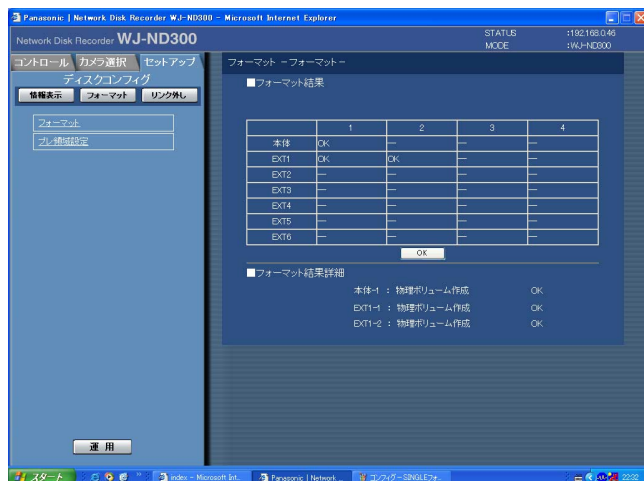 Panasonic | Network Disk Recorder WJ-ND300 - Microsoft Internet Explorer
Network Disk Recorder WJ-ND300
STATUS :192.168.0.46
MODE :WJ-ND300
コントロール カメラ選択 セットアップ
ディスクコンフィグ
情報表示 フォーマット リンク外し
フォーマット
プレ領域設定
フォーマット -フォーマット-
■フォーマット結果
1 2 3 4
本体 OK — — —
EXT1 OK OK — —
EXT2 — — — —
EXT3 — — — —
EXT4 — — — —
EXT5 — — — —
EXT6 — — — —
OK
■フォーマット結果詳細
本体-1 : 物理ボリューム作成 OK
EXT1-1 : 物理ボリューム作成 OK
EXT1-2 : 物理ボリューム作成 OK
運用
スタート index - Microsoft Int... Panasonic | Network ... コンフィグ-SINGLEフォ... 22:32